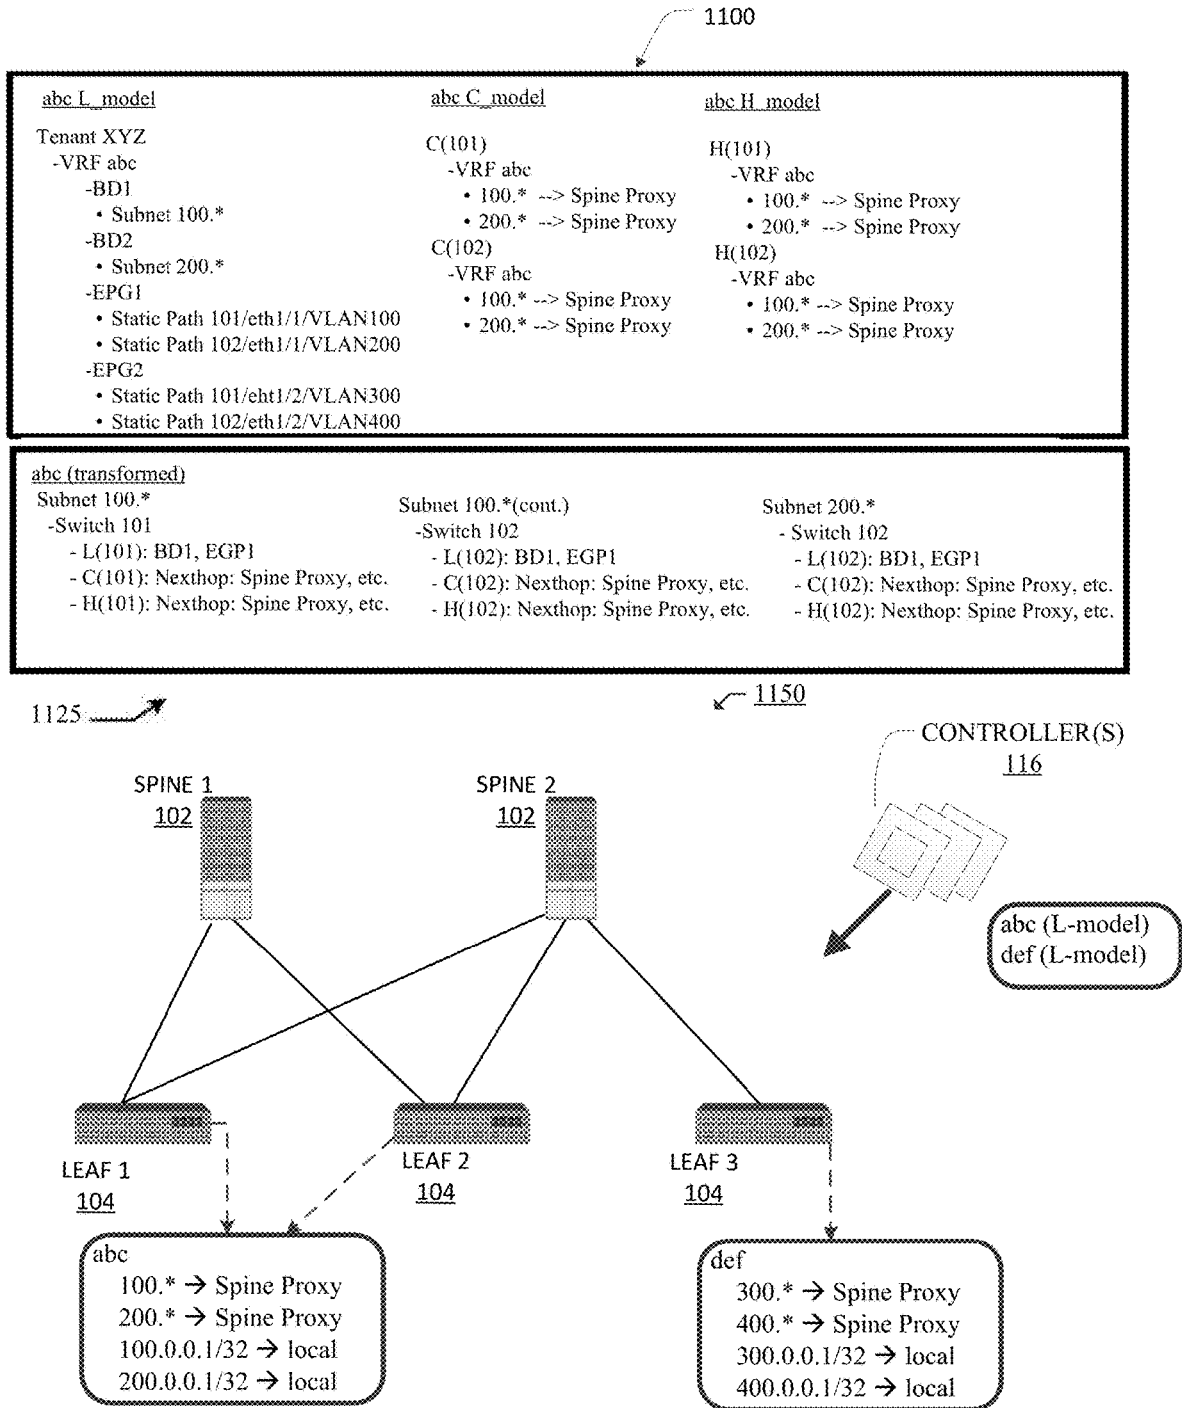 1100
abc L_model
Tenant XYZ
-VRF abc
-BD1
• Subnet 100.*
-BD2
• Subnet 200.*
-EPG1
• Static Path 101/eth1/1/VLAN100
• Static Path 102/eth1/1/VLAN200
-EPG2
• Static Path 101/eht1/2/VLAN300
• Static Path 102/eth1/2/VLAN400
abc C_model
C(101)
-VRF abc
• 100.* --> Spine Proxy
• 200.* --> Spine Proxy
C(102)
-VRF abc
• 100.* --> Spine Proxy
• 200.* --> Spine Proxy
abc H_model
H(101)
-VRF abc
• 100.* --> Spine Proxy
• 200.* --> Spine Proxy
H(102)
-VRF abc
• 100.* --> Spine Proxy
• 200.* --> Spine Proxy
abc (transformed)
Subnet 100.*
-Switch 101
- L(101): BD1, EGP1
- C(101): Nexthop: Spine Proxy, etc.
- H(101): Nexthop: Spine Proxy, etc.
Subnet 100.*(cont.)
-Switch 102
- L(102): BD1, EGP1
- C(102): Nexthop: Spine Proxy, etc.
- H(102): Nexthop: Spine Proxy, etc.
Subnet 200.*
- Switch 102
- L(102): BD1, EGP1
- C(102): Nexthop: Spine Proxy, etc.
- H(102): Nexthop: Spine Proxy, etc.
1125
1150
CONTROLLER(S)
116
SPINE 1
102
SPINE 2
102
abc (L-model)
def (L-model)
LEAF 1
104
LEAF 2
104
LEAF 3
104
abc
100.* → Spine Proxy
200.* → Spine Proxy
100.0.0.1/32 → local
200.0.0.1/32 → local
def
300.* → Spine Proxy
400.* → Spine Proxy
300.0.0.1/32 → local
400.0.0.1/32 → local